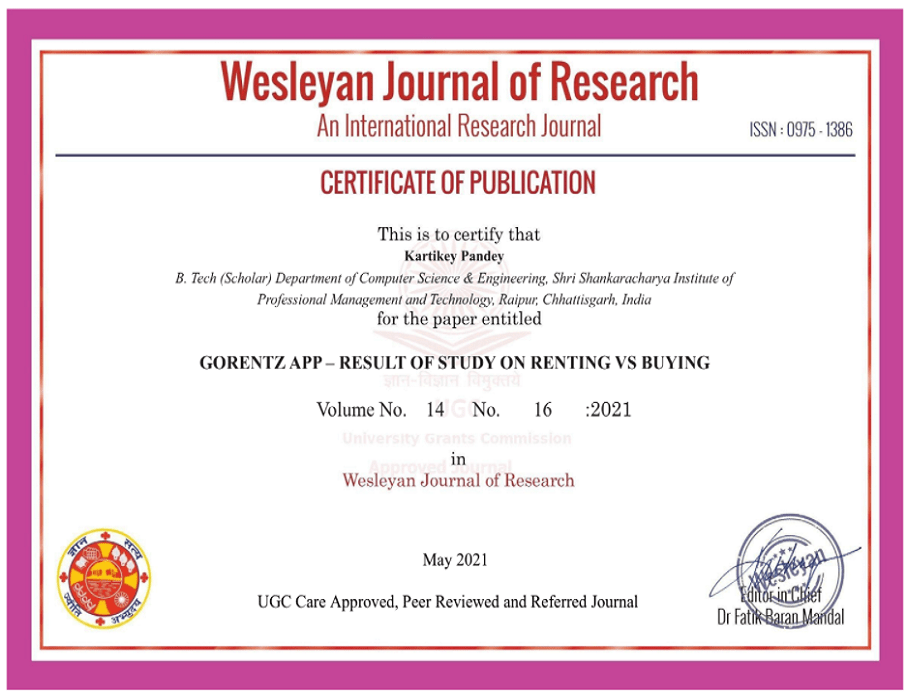 Wesleyan Journal of Research
An International Research Journal
ISSN : 0975 - 1386
CERTIFICATE OF PUBLICATION
This is to certify that
Kartikey Pandey
B. Tech (Scholar) Department of Computer Science & Engineering, Shri Shankaracharya Institute of
Professional Management and Technology, Raipur, Chhattisgarh, India
for the paper entitled
GORENTZ APP – RESULT OF STUDY ON RENTING VS BUYING
ज्ञान-विज्ञान विमुक्तये
Volume No. 14 No. 16 :2021
UGC
University Grants Commission
in
Approved Journal
Wesleyan Journal of Research
ज्ञान सत्य
May 2021
UGC Care Approved, Peer Reviewed and Referred Journal
Wesleyan
Editor in Chief
Dr Fatik Baran Mandal